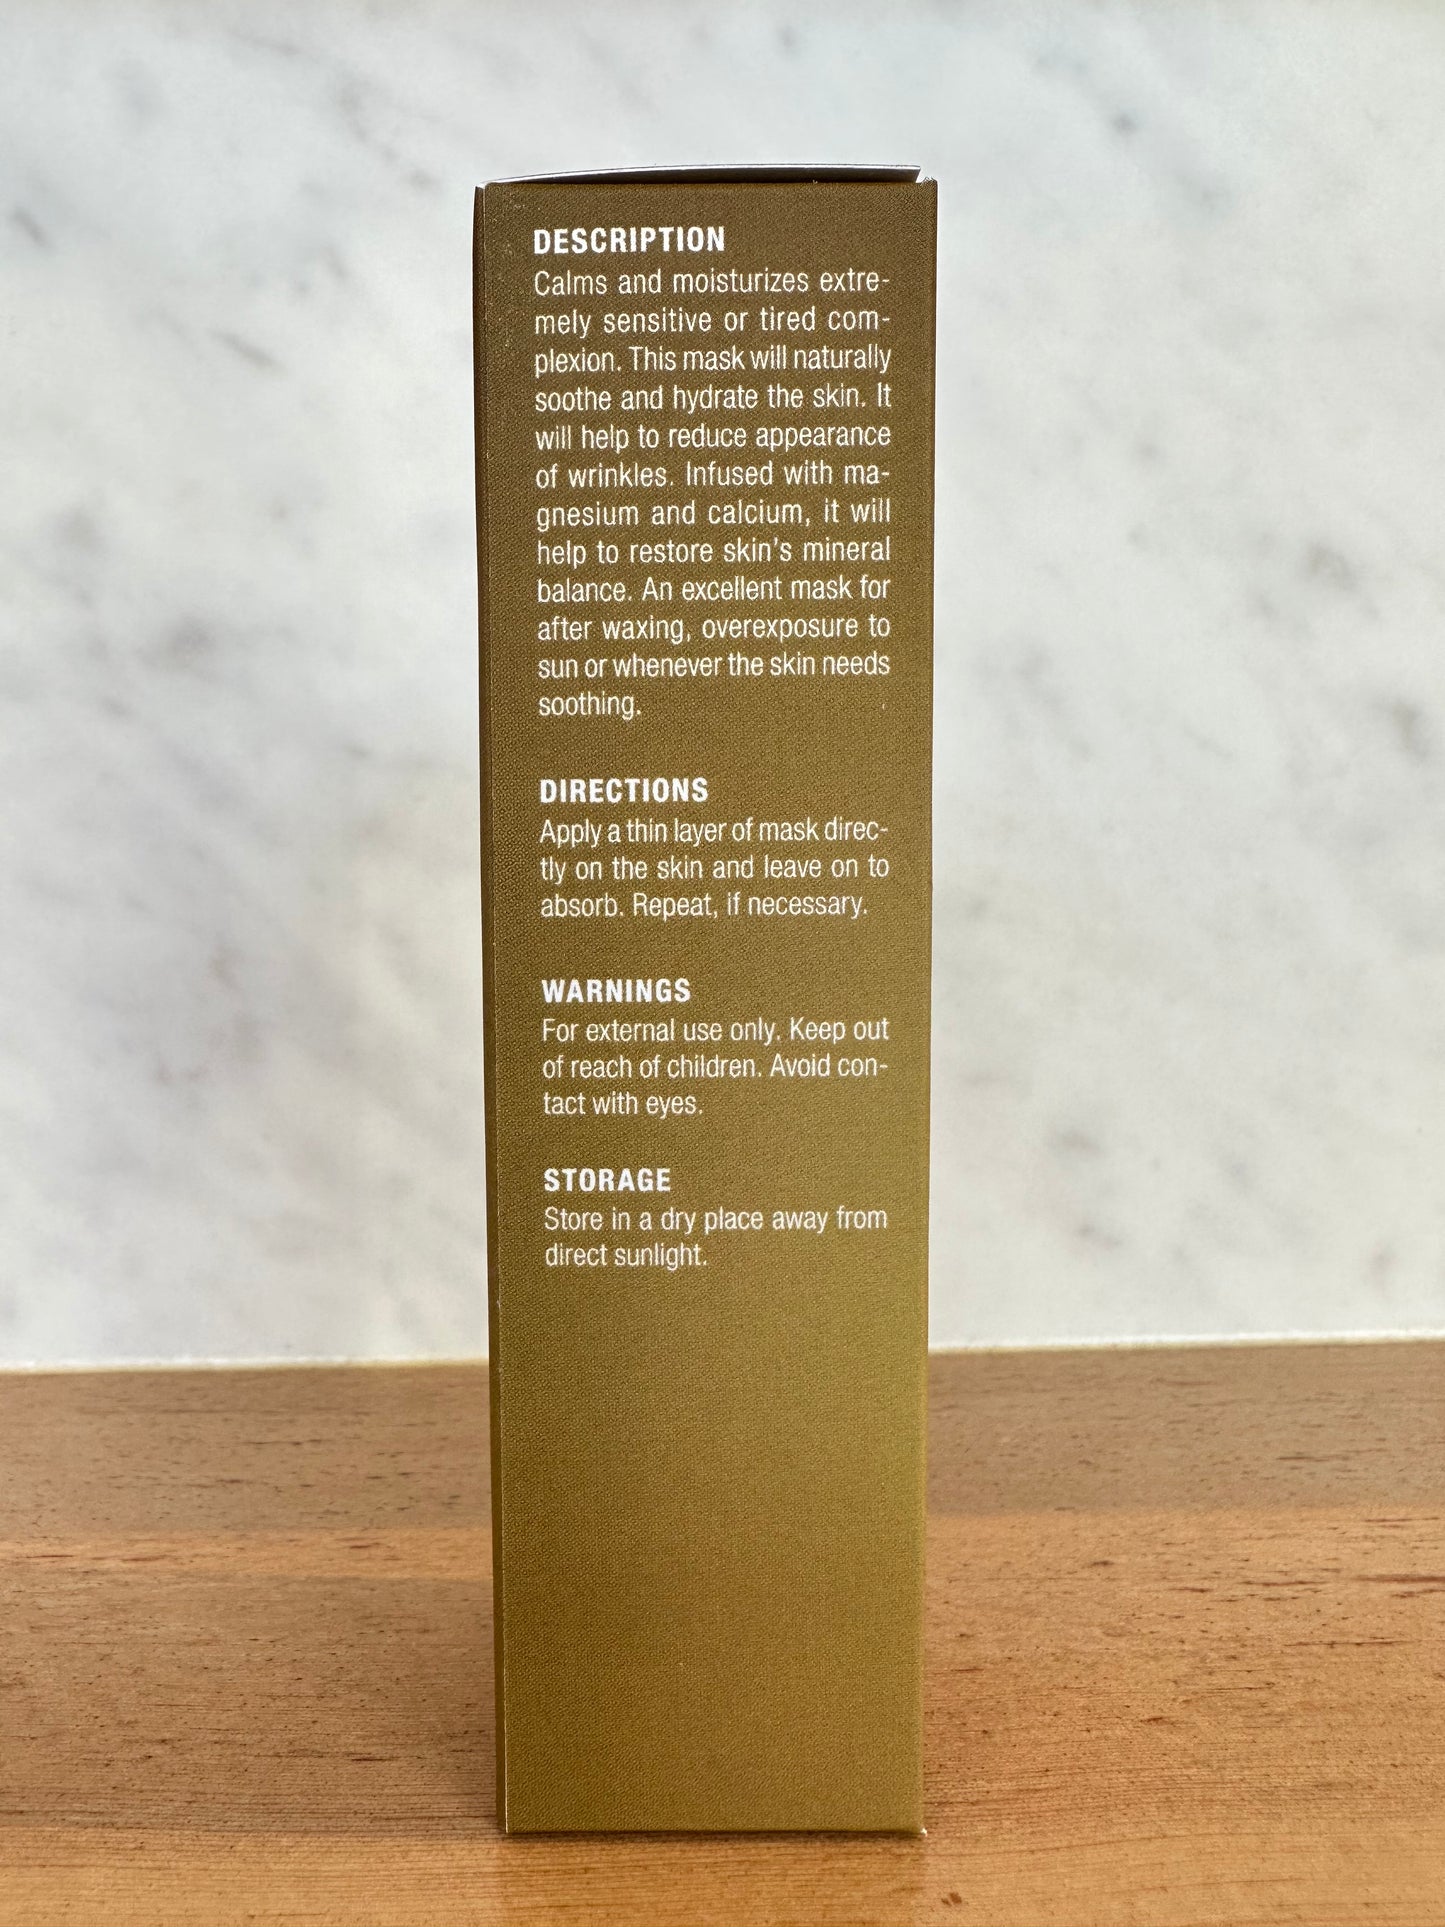 DESCRIPTION
Calms and moisturizes extre-
mely sensitive or tired com-
plexion. This mask will naturally
soothe and hydrate the skin. It
will help to reduce appearance
of wrinkles. Infused with ma-
gnesium and calcium, it will
help to restore skin's mineral
balance. An excellent mask for
after waxing, overexposure to
sun or whenever the skin needs
soothing.
DIRECTIONS
Apply a thin layer of mask direc-
tly on the skin and leave on to
absorb. Repeat, if necessary.
WARNINGS
For external use only. Keep out
of reach of children. Avoid con-
tact with eyes.
STORAGE
Store in a dry place away from
direct sunlight.